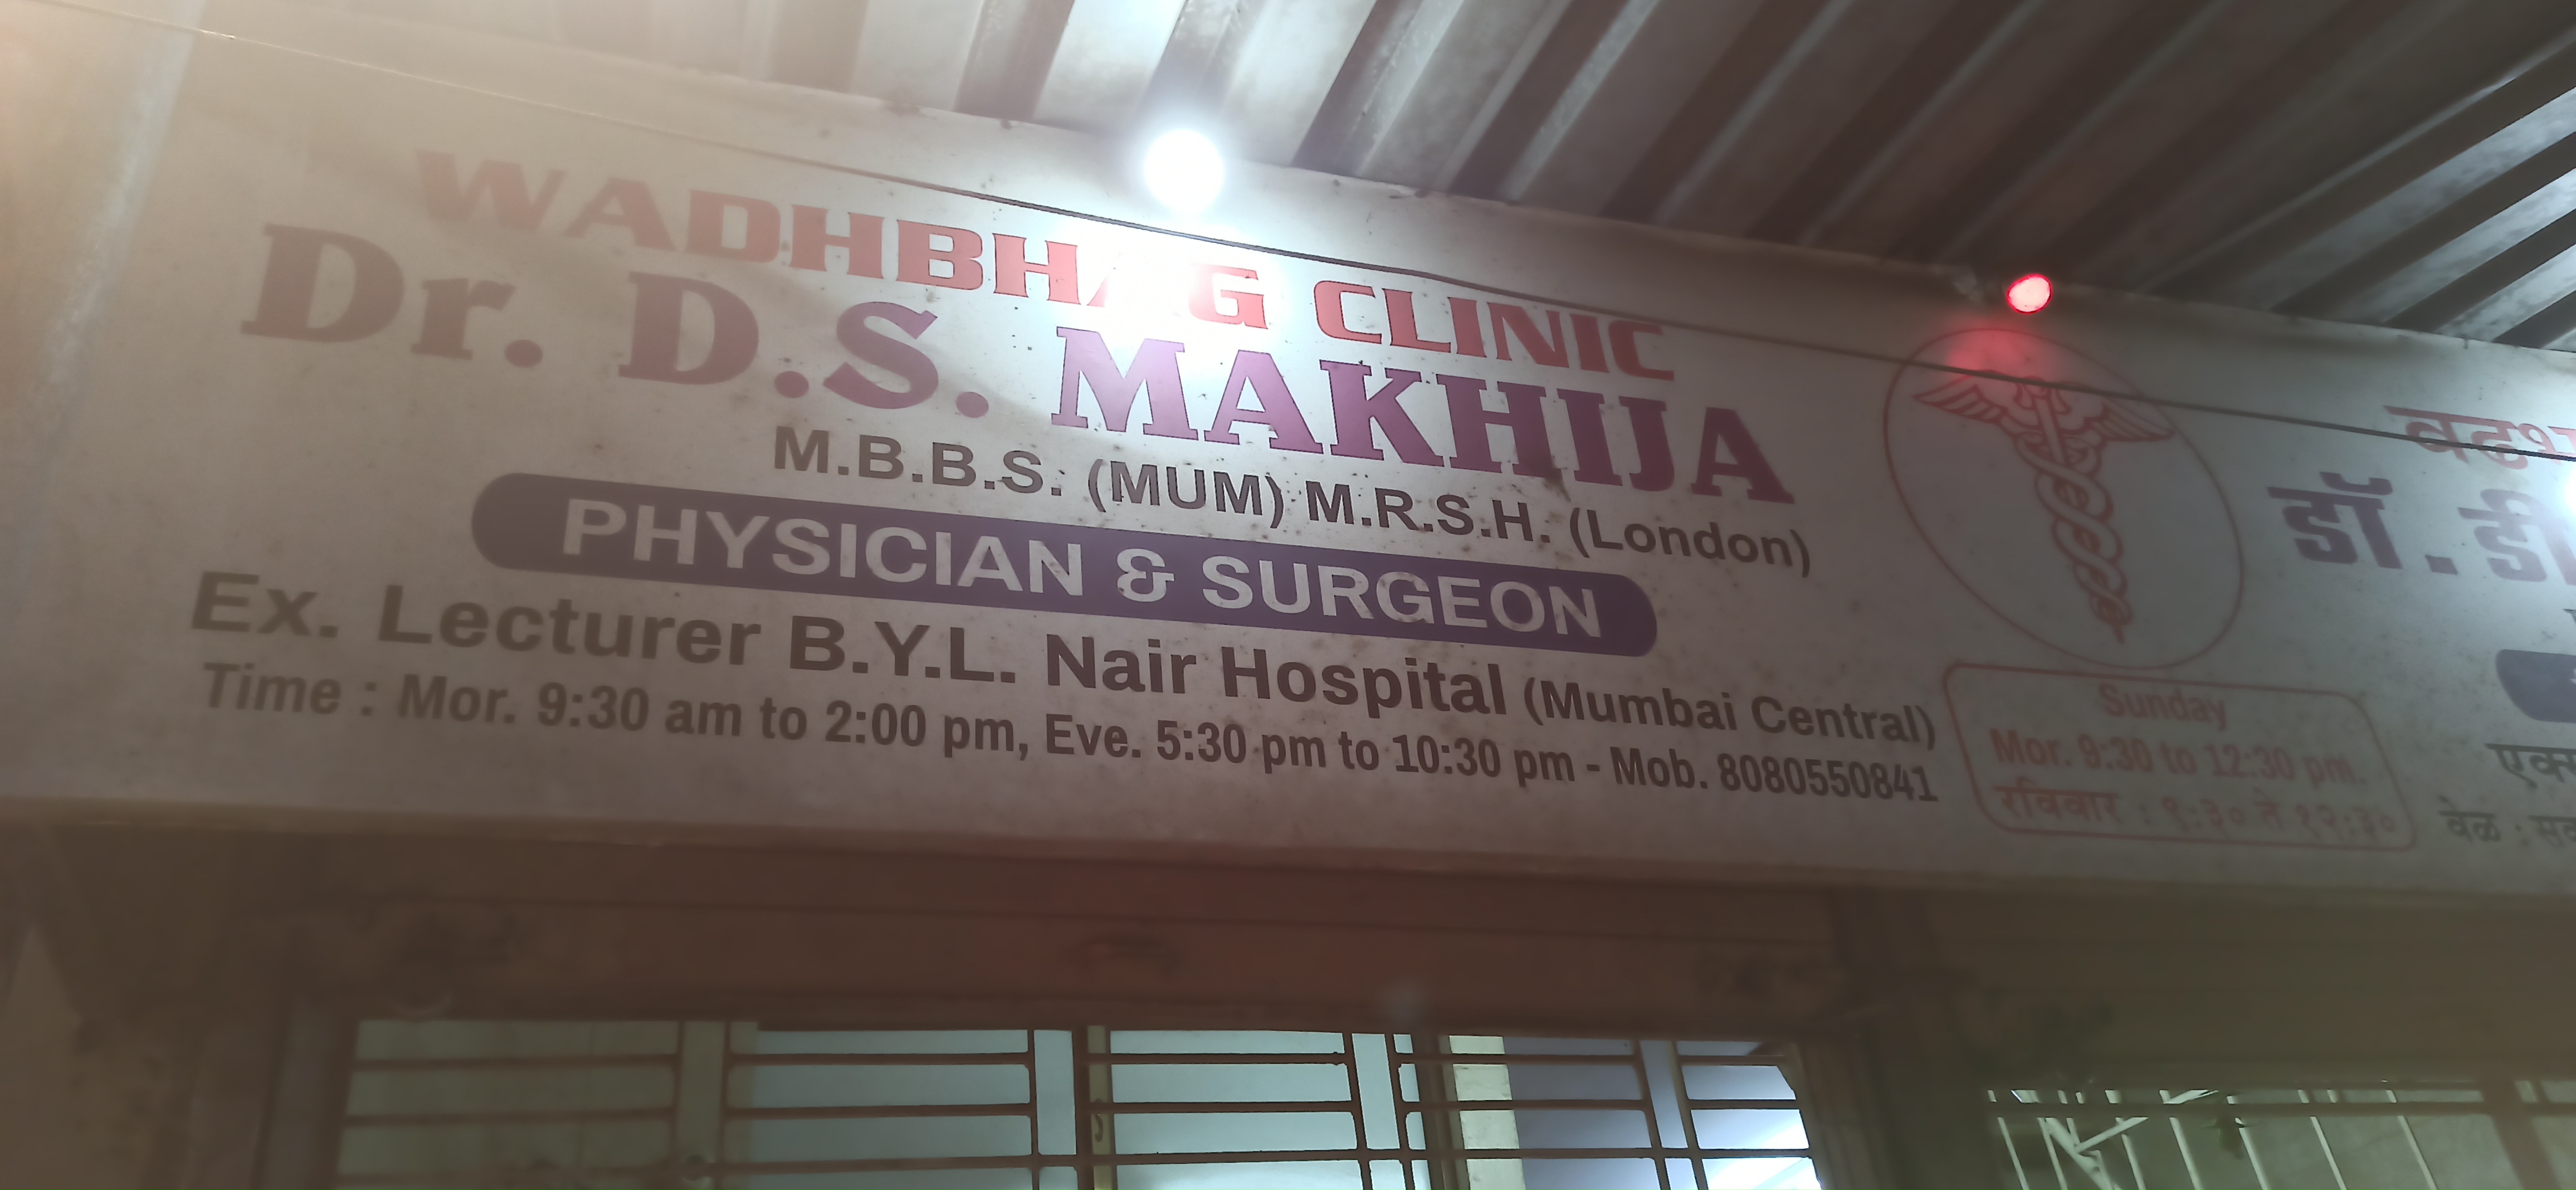 WADHBHAG CLINIC
Dr. D.S. MAKHIJA
M.B.B.S. (MUM) M.R.S.H. (London)
PHYSICIAN & SURGEON
Ex. Lecturer B.Y.L. Nair Hospital (Mumbai Central)
Time : Mor. 9:30 am to 2:00 pm, Eve. 5:30 pm to 10:30 pm - Mob. 8080550841
Sunday
Mor. 9:30 to 12:30 pm.
रविवार : ९:३० ते १२:३०
डॉ. डी
वेळ :